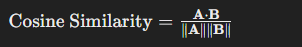 Cosine Similarity = A·B / ‖A‖‖B‖